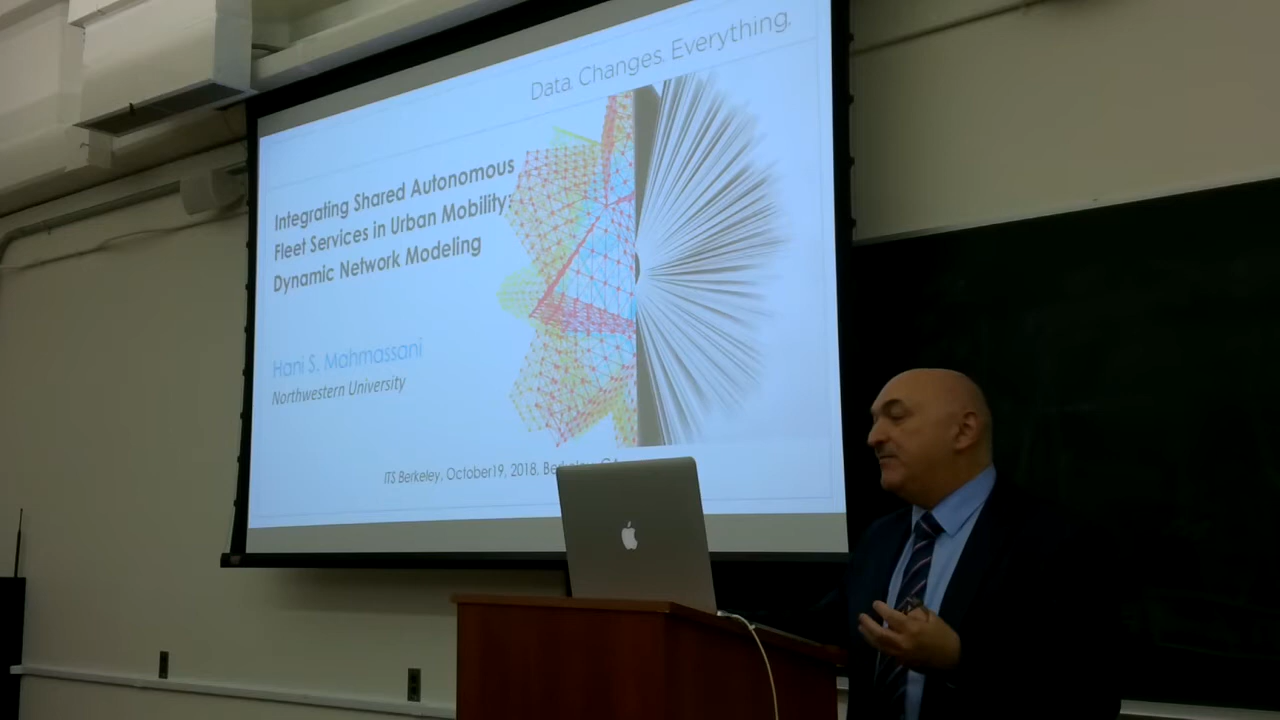 Data. Changes. Everything.
Integrating Shared Autonomous
Fleet Services in Urban Mobility:
Dynamic Network Modeling
Hani S. Mahmassani
Northwestern University
ITS Berkeley, October19, 2018.